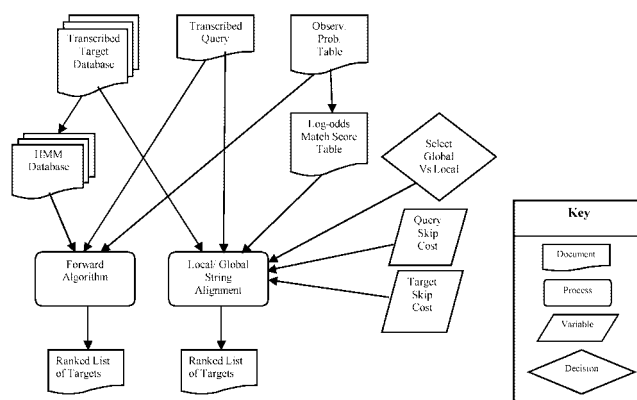 Transcribed
Target
Database
Transcribed
Query
Observ.
Prob.
Table
HMM
Database
Log-odds
Match Score
Table
Select
Global
Vs Local
Query
Skip
Cost
Target
Skip
Cost
Forward
Algorithm
Local/ Global
String
Alignment
Ranked List
of Targets
Ranked List
of Targets
Key
Document
Process
Variable
Decision